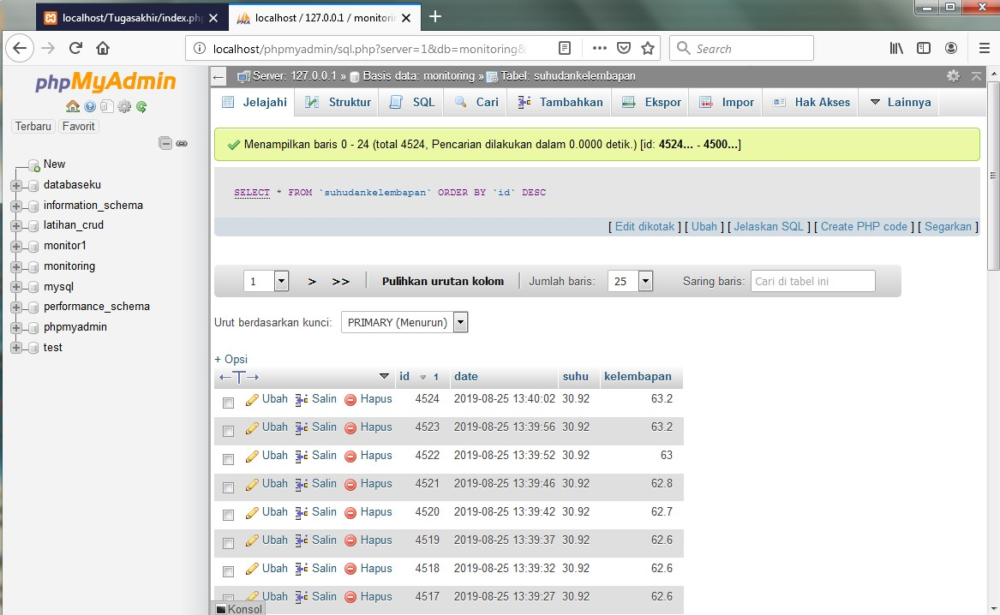 localhost/Tugasakhir/index.ph
localhost / 127.0.0.1 / monitorin
localhost/phpmyadmin/sql.php?server=1&db=monitoring&
Search
phpMyAdmin
Terbaru Favorit
New
databaseku
information_schema
latihan_crud
monitor1
monitoring
mysql
performance_schema
phpmyadmin
test
Server: 127.0.0.1 » Basis data: monitoring » Tabel: suhudankelembapan
Jelajahi Struktur SQL Cari Tambahkan Ekspor Impor Hak Akses Lainnya
Menampilkan baris 0 - 24 (total 4524, Pencarian dilakukan dalam 0.0000 detik.) [id: 4524... - 4500...]
SELECT * FROM `suhudankelembapan` ORDER BY `id` DESC
[ Edit dikotak ] [ Ubah ] [ Jelaskan SQL ] [ Create PHP code ] [ Segarkan ]
1 > >> Pulihkan urutan kolom Jumlah baris: 25 Saring baris: Cari di tabel ini
Urut berdasarkan kunci: PRIMARY (Menurun)
+ Opsi
←T→ id 1 date suhu kelembapan
Ubah Salin Hapus 4524 2019-08-25 13:40:02 30.92 63.2
Ubah Salin Hapus 4523 2019-08-25 13:39:56 30.92 63.2
Ubah Salin Hapus 4522 2019-08-25 13:39:52 30.92 63
Ubah Salin Hapus 4521 2019-08-25 13:39:46 30.92 62.8
Ubah Salin Hapus 4520 2019-08-25 13:39:42 30.92 62.7
Ubah Salin Hapus 4519 2019-08-25 13:39:37 30.92 62.6
Ubah Salin Hapus 4518 2019-08-25 13:39:32 30.92 62.6
Ubah Salin Hapus 4517 2019-08-25 13:39:27 30.92 62.6
Konsol